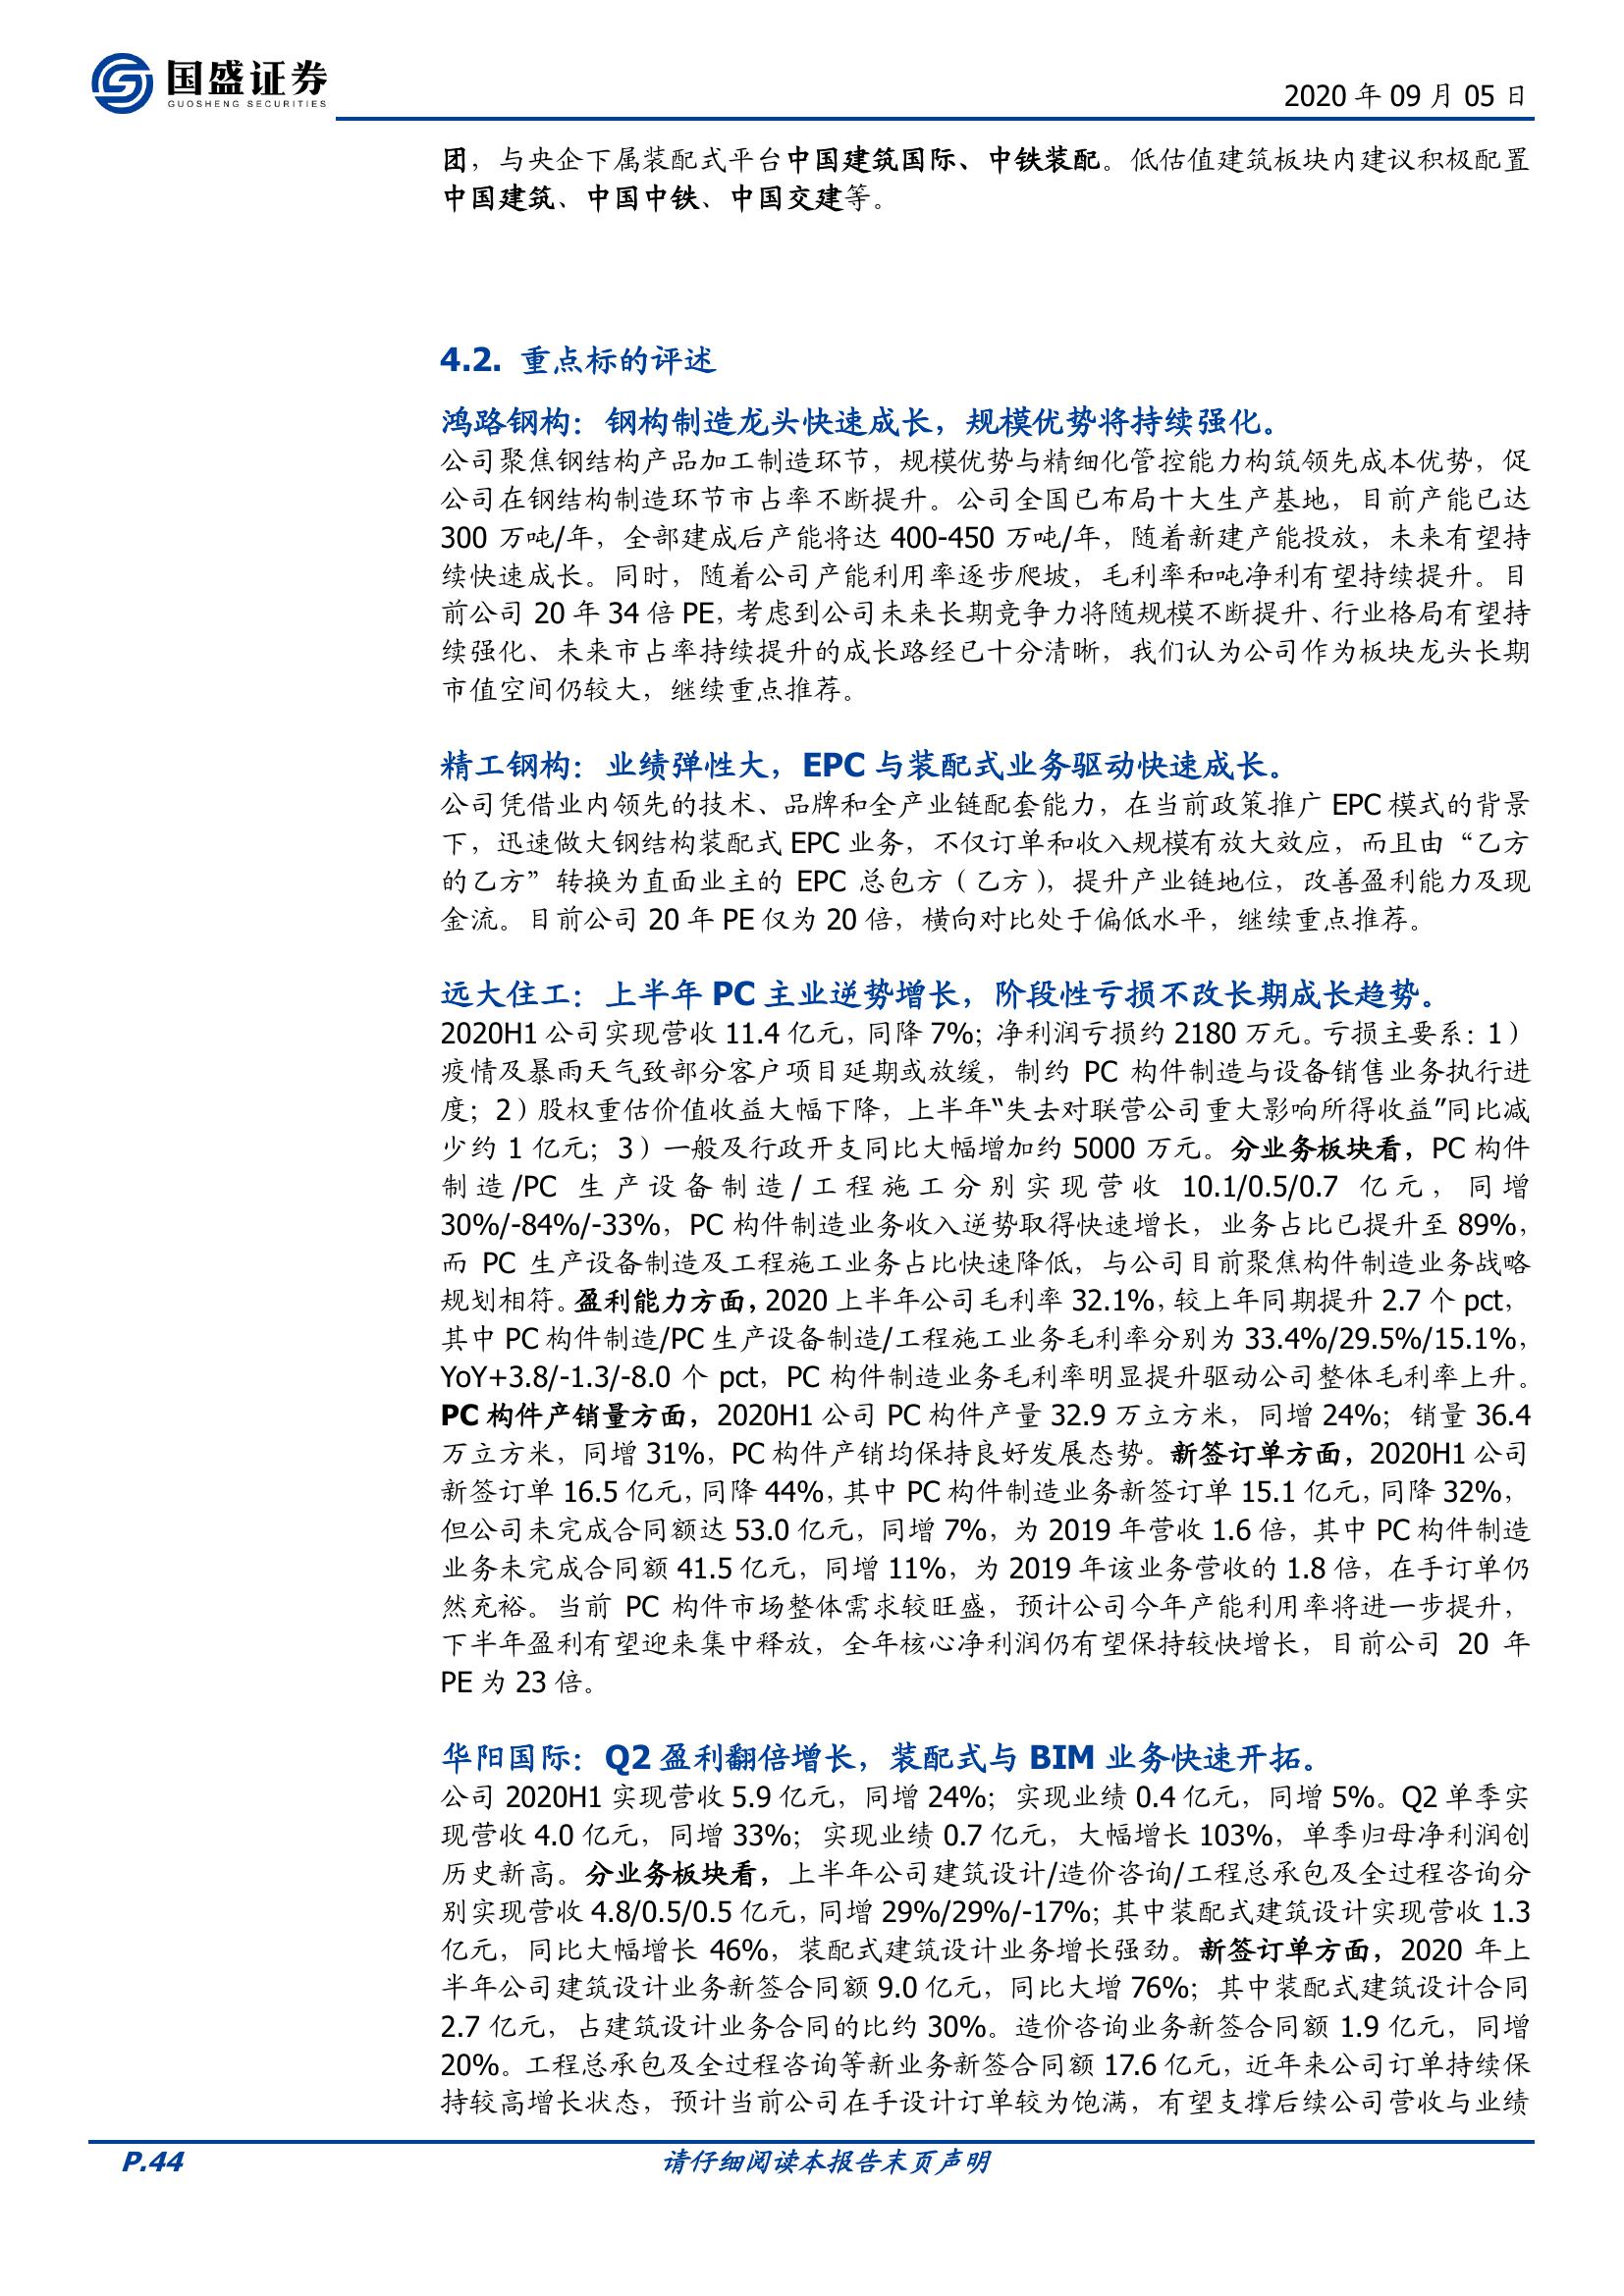 国盛证券
GUOSHENG SECURITIES
2020 年 09 月 05 日
团，与央企下属装配式平台中国建筑国际、中铁装配。低估值建筑板块内建议积极配置
中国建筑、中国中铁、中国交建等。
4.2. 重点标的评述
鸿路钢构：钢构制造龙头快速成长，规模优势将持续强化。
公司聚焦钢结构产品加工制造环节，规模优势与精细化管控能力构筑领先成本优势，促
公司在钢结构制造环节市占率不断提升。公司全国已布局十大生产基地，目前产能已达
300 万吨/年，全部建成后产能将达 400-450 万吨/年，随着新建产能投放，未来有望持
续快速成长。同时，随着公司产能利用率逐步爬坡，毛利率和吨净利有望持续提升。目
前公司 20 年 34 倍 PE，考虑到公司未来长期竞争力将随规模不断提升、行业格局有望持
续强化、未来市占率持续提升的成长路经已十分清晰，我们认为公司作为板块龙头长期
市值空间仍较大，继续重点推荐。
精工钢构：业绩弹性大，EPC 与装配式业务驱动快速成长。
公司凭借业内领先的技术、品牌和全产业链配套能力，在当前政策推广 EPC 模式的背景
下，迅速做大钢结构装配式 EPC 业务，不仅订单和收入规模有放大效应，而且由“乙方
的乙方”转换为直面业主的 EPC 总包方（乙方），提升产业链地位，改善盈利能力及现
金流。目前公司 20 年 PE 仅为 20 倍，横向对比处于偏低水平，继续重点推荐。
远大住工：上半年 PC 主业逆势增长，阶段性亏损不改长期成长趋势。
2020H1 公司实现营收 11.4 亿元，同降 7%；净利润亏损约 2180 万元。亏损主要系：1）
疫情及暴雨天气致部分客户项目延期或放缓，制约 PC 构件制造与设备销售业务执行进
度；2）股权重估价值收益大幅下降，上半年“失去对联营公司重大影响所得收益”同比减
少约 1 亿元；3）一般及行政开支同比大幅增加约 5000 万元。分业务板块看，PC 构件
制造/PC 生产设备制造/工程施工分别实现营收 10.1/0.5/0.7 亿元，同增
30%/-84%/-33%，PC 构件制造业务收入逆势取得快速增长，业务占比已提升至 89%，
而 PC 生产设备制造及工程施工业务占比快速降低，与公司目前聚焦构件制造业务战略
规划相符。盈利能力方面，2020 上半年公司毛利率 32.1%，较上年同期提升 2.7 个 pct，
其中 PC 构件制造/PC 生产设备制造/工程施工业务毛利率分别为 33.4%/29.5%/15.1%，
YoY+3.8/-1.3/-8.0 个 pct，PC 构件制造业务毛利率明显提升驱动公司整体毛利率上升。
PC 构件产销量方面，2020H1 公司 PC 构件产量 32.9 万立方米，同增 24%；销量 36.4
万立方米，同增 31%，PC 构件产销均保持良好发展态势。新签订单方面，2020H1 公司
新签订单 16.5 亿元，同降 44%，其中 PC 构件制造业务新签订单 15.1 亿元，同降 32%，
但公司未完成合同额达 53.0 亿元，同增 7%，为 2019 年营收 1.6 倍，其中 PC 构件制造
业务未完成合同额 41.5 亿元，同增 11%，为 2019 年该业务营收的 1.8 倍，在手订单仍
然充裕。当前 PC 构件市场整体需求较旺盛，预计公司今年产能利用率将进一步提升，
下半年盈利有望迎来集中释放，全年核心净利润仍有望保持较快增长，目前公司 20 年
PE 为 23 倍。
华阳国际：Q2 盈利翻倍增长，装配式与 BIM 业务快速开拓。
公司 2020H1 实现营收 5.9 亿元，同增 24%；实现业绩 0.4 亿元，同增 5%。Q2 单季实
现营收 4.0 亿元，同增 33%；实现业绩 0.7 亿元，大幅增长 103%，单季归母净利润创
历史新高。分业务板块看，上半年公司建筑设计/造价咨询/工程总承包及全过程咨询分
别实现营收 4.8/0.5/0.5 亿元，同增 29%/29%/-17%；其中装配式建筑设计实现营收 1.3
亿元，同比大幅增长 46%，装配式建筑设计业务增长强劲。新签订单方面，2020 年上
半年公司建筑设计业务新签合同额 9.0 亿元，同比大增 76%；其中装配式建筑设计合同
2.7 亿元，占建筑设计业务合同的比约 30%。造价咨询业务新签合同额 1.9 亿元，同增
20%。工程总承包及全过程咨询等新业务新签合同额 17.6 亿元，近年来公司订单持续保
持较高增长状态，预计当前公司在手设计订单较为饱满，有望支撑后续公司营收与业绩
P.44
请仔细阅读本报告末页声明